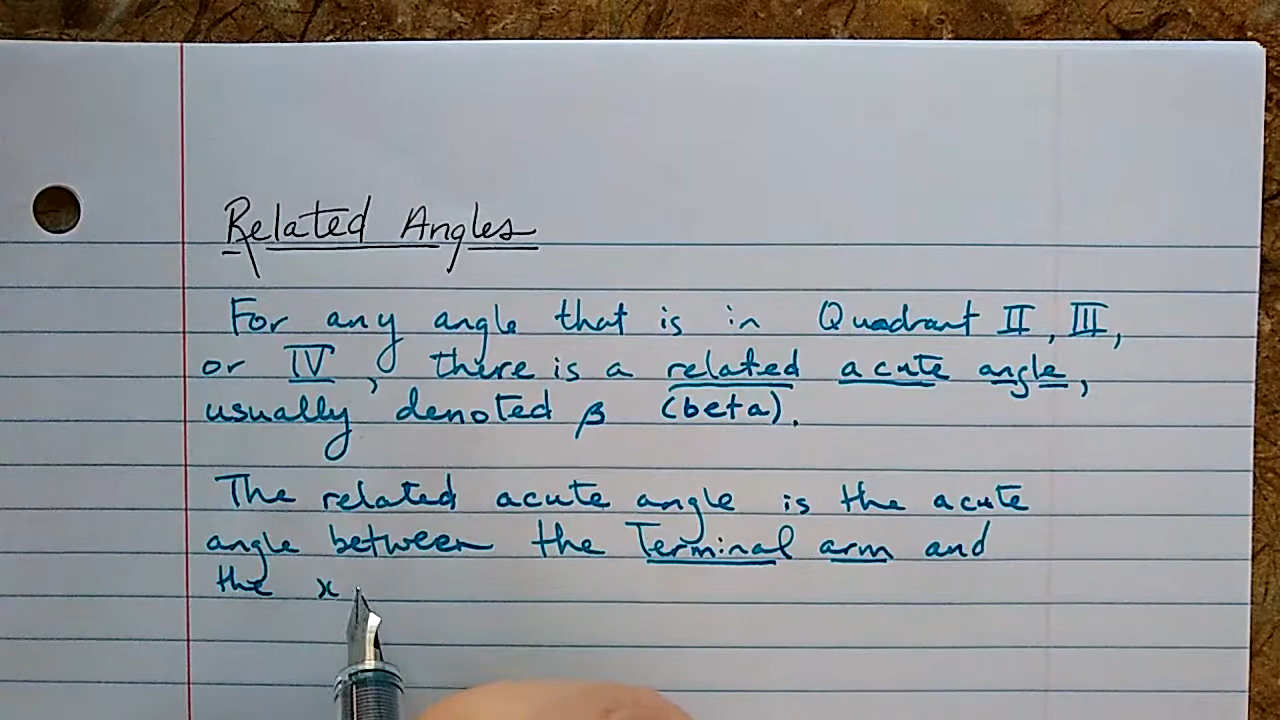 Related Angles
For any angle that is in Quadrant II, III,
or IV, there is a related acute angle,
usually denoted β (beta).
The related acute angle is the acute
angle between the Terminal arm and
the x